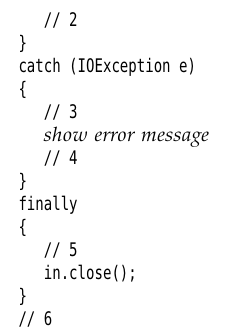 // 2
}
catch (IOException e)
{
// 3
show error message
// 4
}
finally
{
// 5
in.close();
}
// 6